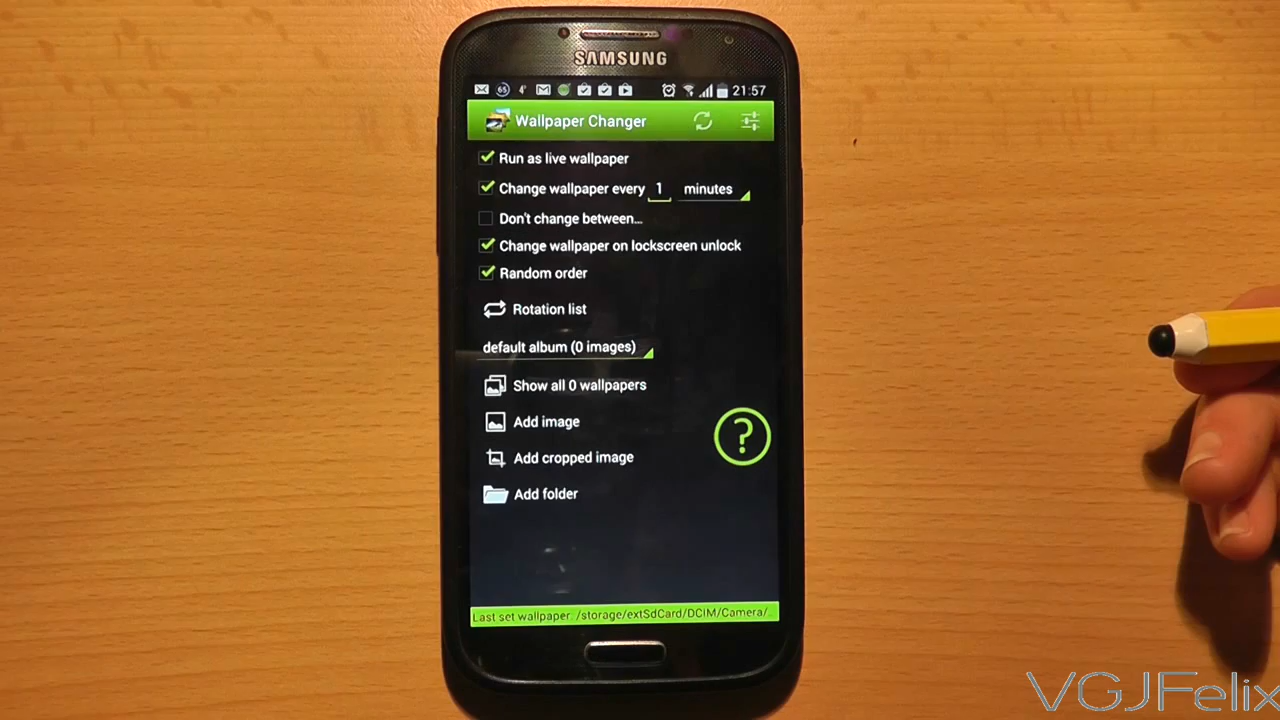 SAMSUNG
65 4° 21:57
Wallpaper Changer
Run as live wallpaper
Change wallpaper every 1 minutes
Don't change between...
Change wallpaper on lockscreen unlock
Random order
Rotation list
default album (0 images)
Show all 0 wallpapers
Add image
?
Add cropped image
Add folder
Last set wallpaper /storage/extSdCard/DCIM/Camera/
VGJFelix